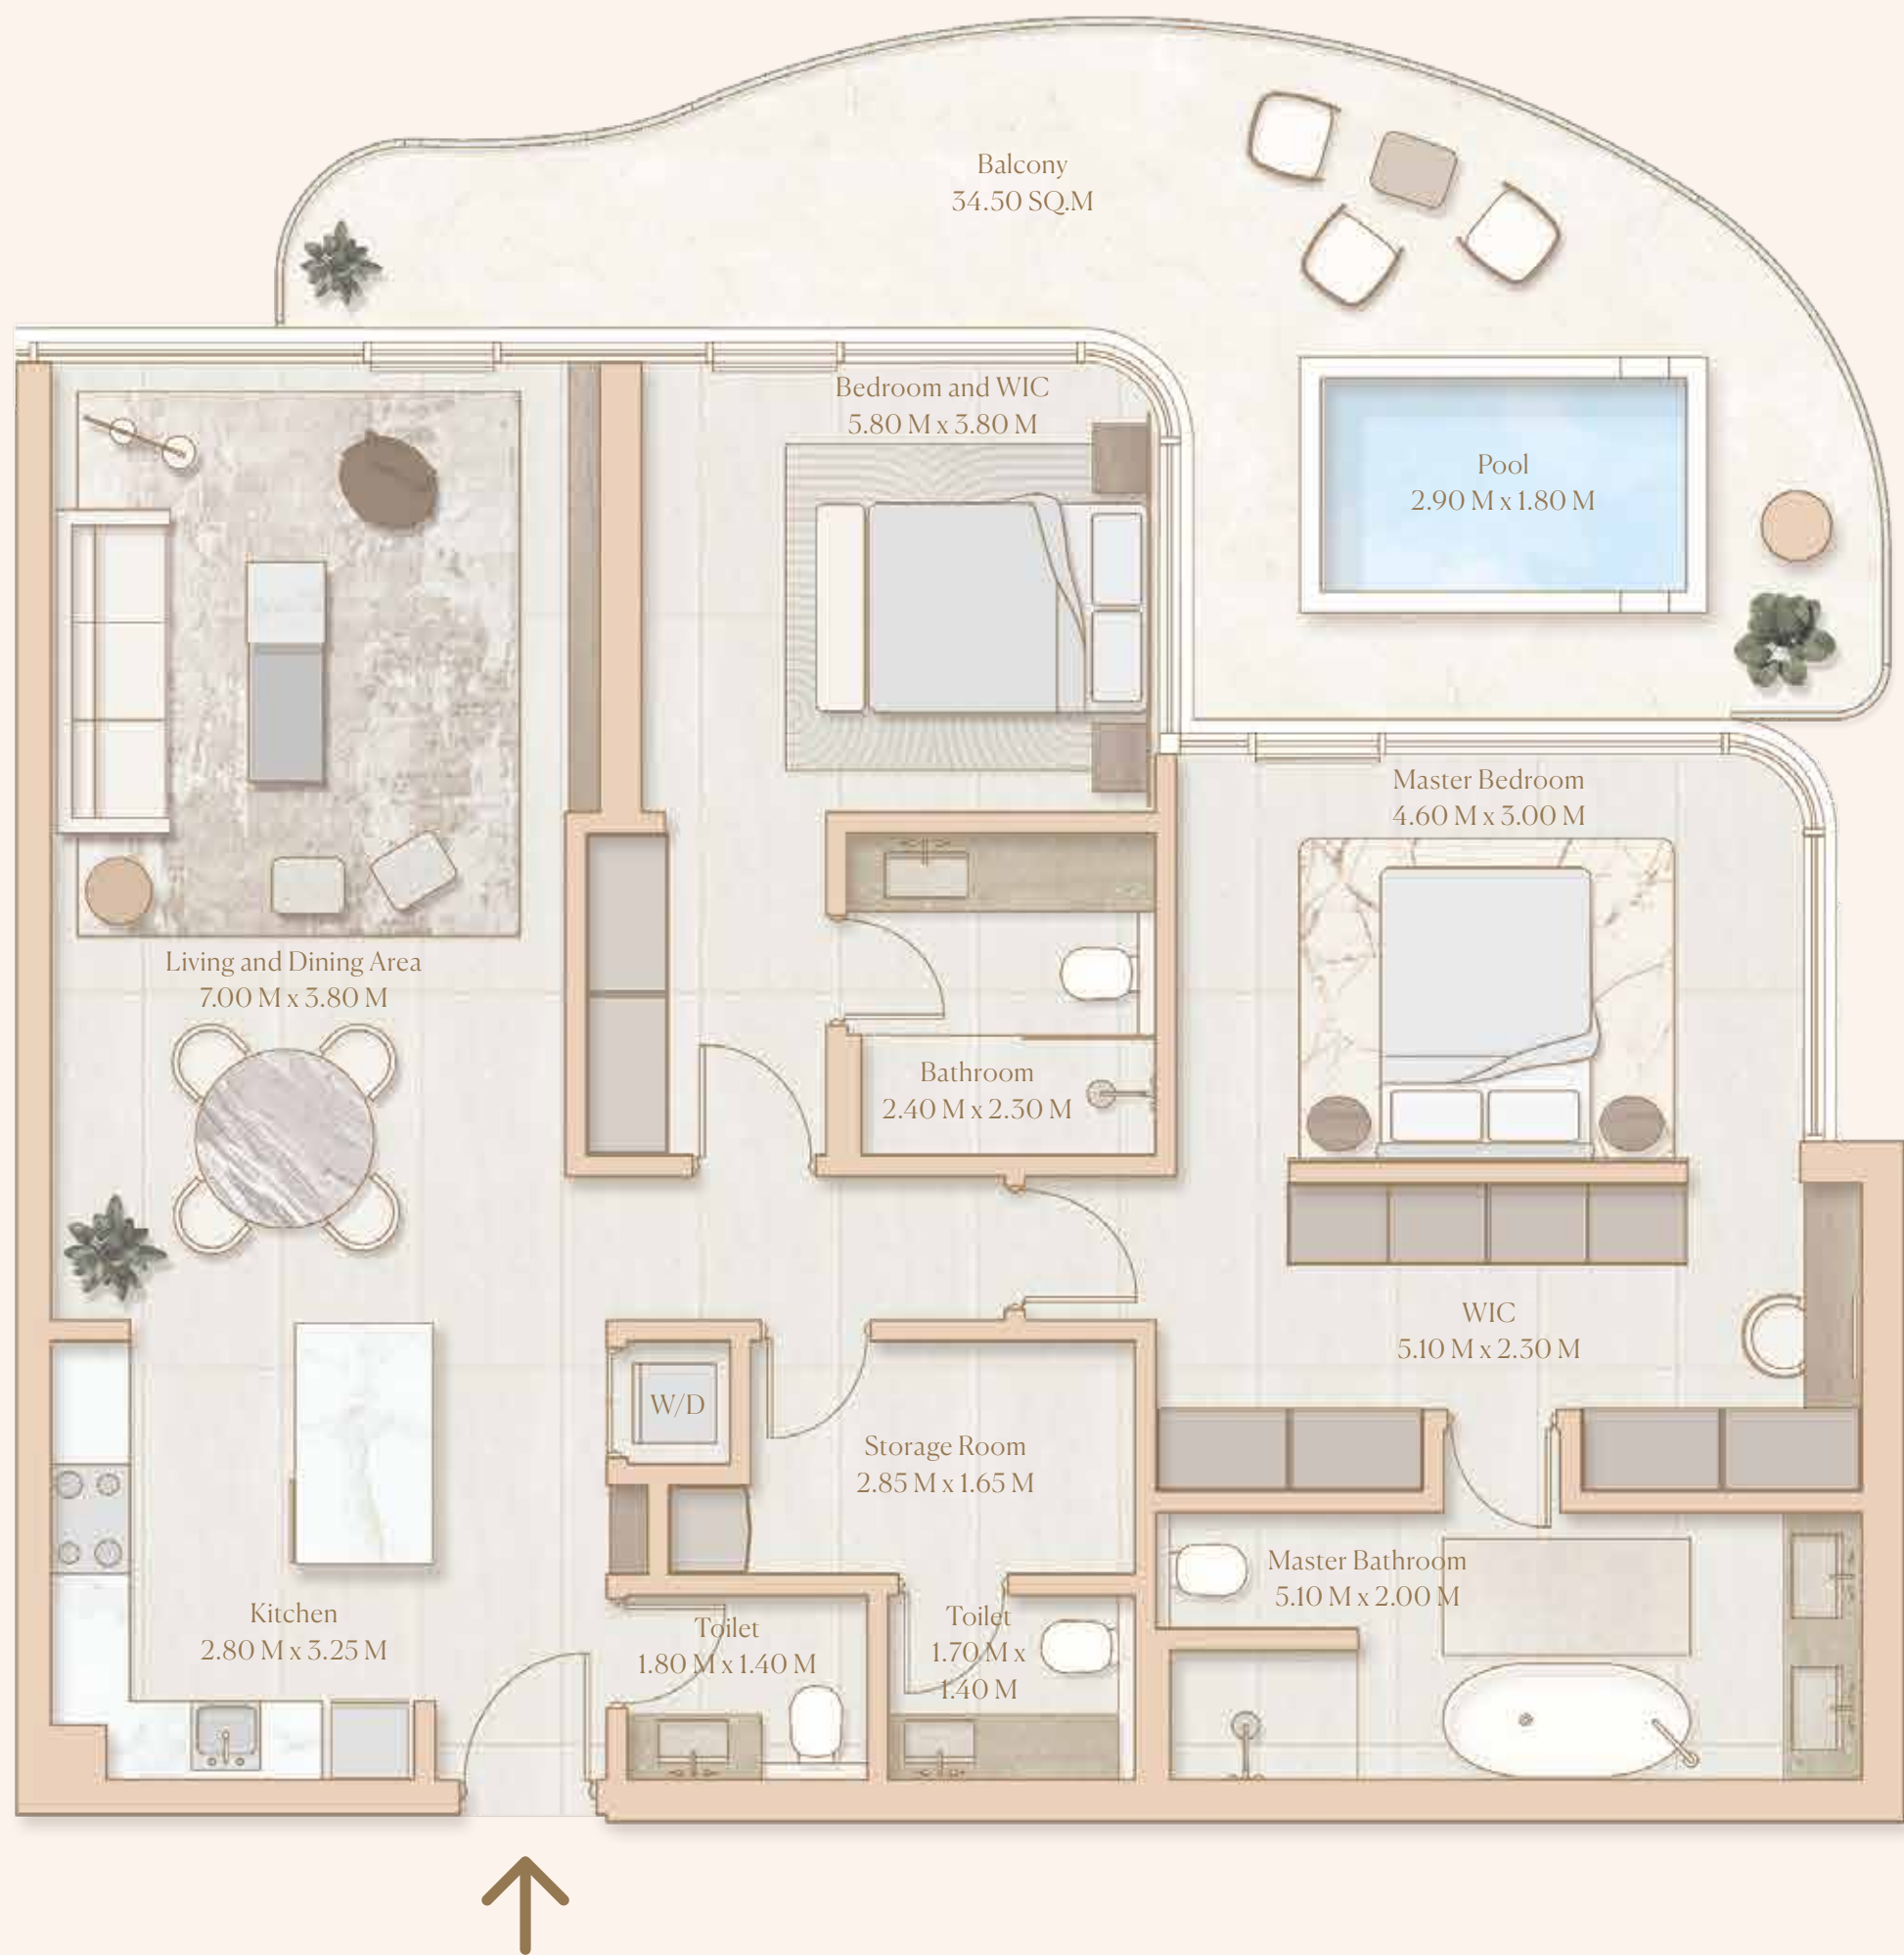 Balcony
34.50 SQ.M
Bedroom and WIC
5.80 M x 3.80 M
Pool
2.90 M x 1.80 M
Master Bedroom
4.60 M x 3.00 M
Living and Dining Area
7.00 M x 3.80 M
Bathroom
2.40 M x 2.30 M
WIC
5.10 M x 2.30 M
W/D
Storage Room
2.85 M x 1.65 M
Master Bathroom
5.10 M x 2.00 M
Kitchen
2.80 M x 3.25 M
Toilet
1.80 M x 1.40 M
Toilet
1.70 M x
1.40 M